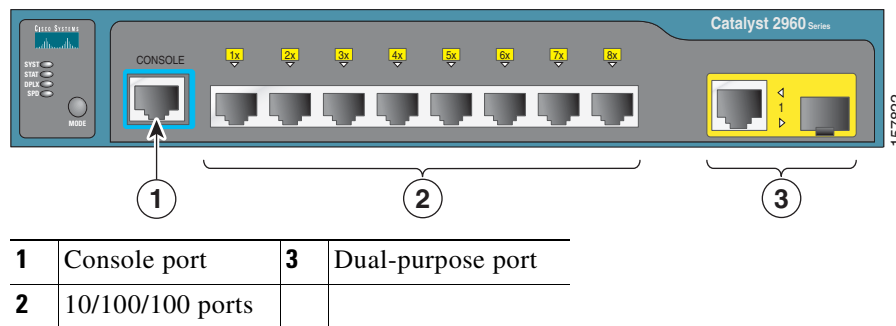 CISCO SYSTEMS
Catalyst 2960 Series
CONSOLE
1x 2x 3x 4x 5x 6x 7x 8x
SYST
STAT
DPLX
SPD
MODE
1
157802
1 2 3
1 Console port 3 Dual-purpose port
2 10/100/100 ports